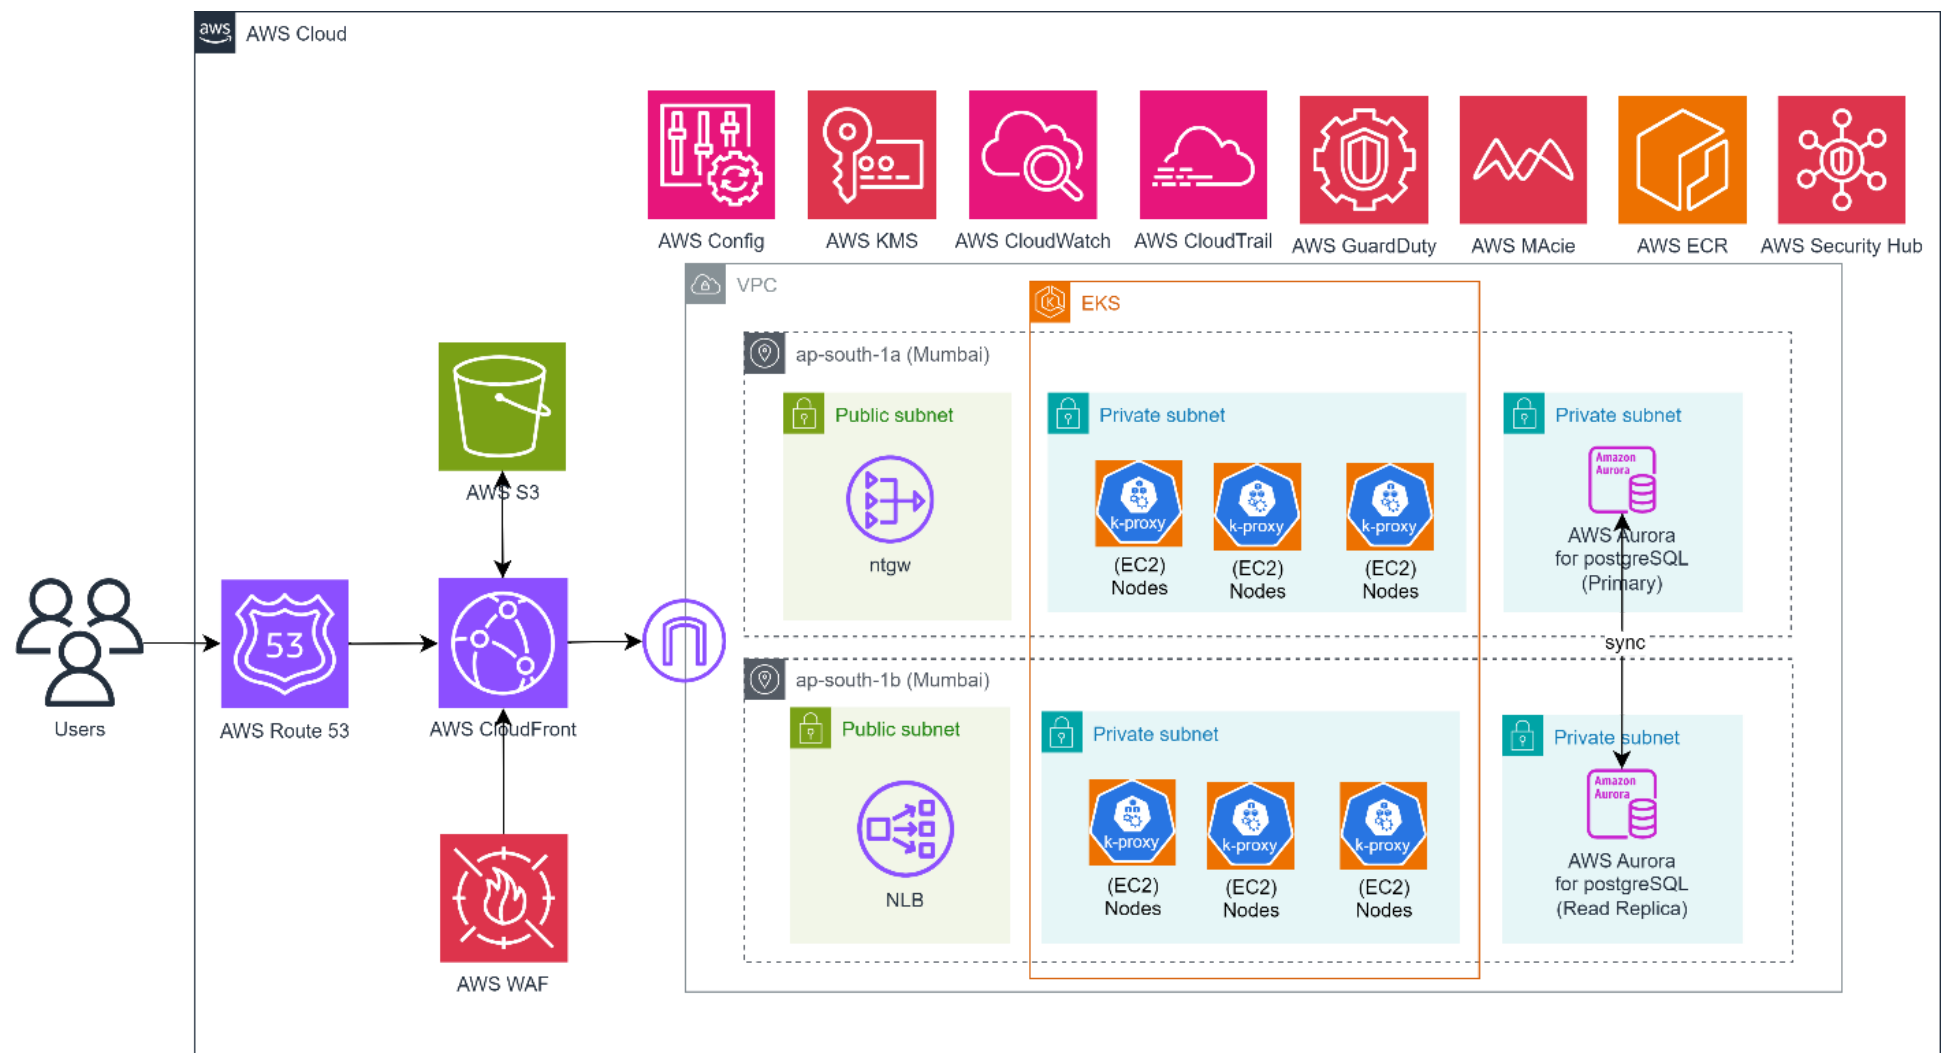 aws
AWS Cloud
AWS Config
AWS KMS
AWS CloudWatch
AWS CloudTrail
AWS GuardDuty
AWS MAcie
AWS ECR
AWS Security Hub
VPC
EKS
ap-south-1a (Mumbai)
Public subnet
ntgw
Private subnet
k-proxy
(EC2)
Nodes
k-proxy
(EC2)
Nodes
k-proxy
(EC2)
Nodes
Private subnet
Amazon
Aurora
AWS Aurora
for postgreSQL
(Primary)
sync
AWS S3
Users
53
AWS Route 53
AWS CloudFront
AWS WAF
ap-south-1b (Mumbai)
Public subnet
NLB
Private subnet
k-proxy
(EC2)
Nodes
k-proxy
(EC2)
Nodes
k-proxy
(EC2)
Nodes
Private subnet
Amazon
Aurora
AWS Aurora
for postgreSQL
(Read Replica)